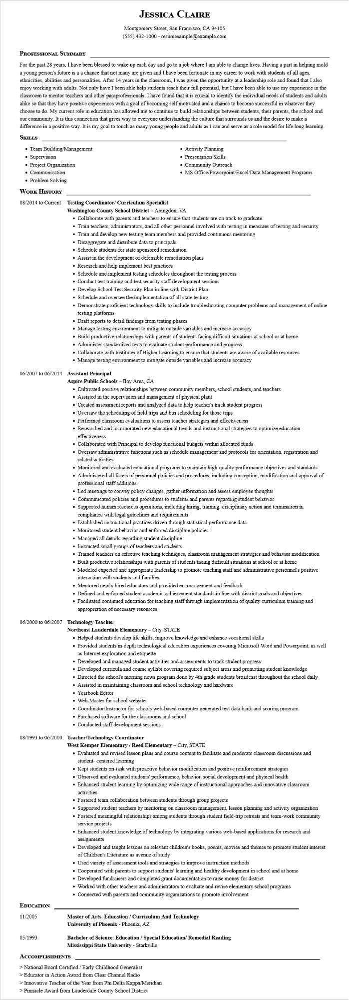 Jessica Claire
Montgomery Street, San Francisco, CA 94105
(555) 432-1000 - resumesample@example.com
Professional Summary
For the past 28 years, I have been blessed to wake up each day and go to a job where I am able to change lives. Having a part in helping mold
a young person's future is a a chance that not many are given and I have been fortunate in my career to work with students of all ages,
ethnicities, abilities and personalities. After 14 years in the classroom, I was given the opportunity at a leadership role and found that I also
enjoy working with adults. Not only have I been able help students reach their full potential, but I have been able to use my experience in the
classroom to mentor teachers and other paraprofessionals. I have found that it is crucial to identify the individual needs of students and adults
alike so that they have positive experiences with a goal of becoming self motivated and a chance to become successful in whatever they
choose to do. My current role in education has allowed me to continue to build relationships between students, their parents, the school and
our community. It is this connection that gives way to everyone understanding the culture that surrounds us and the desire to make a
difference in a positive way. It is my goal to touch as many young people and adults as I can and serve as a role model for life long learning.
Skills
• Team Building/Management
• Supervision
• Project Organization
• Communication
• Problem Solving
• Activity Planning
• Presentation Skills
• Community Outreach
• MS Office/Powerpoint/Excel/Data Management Programs
Work History
08/2014 to Current Testing Coordinator/ Curriculum Specialist
Washington County School District – Abingdon, VA
• Collaborate with parents and teachers to ensure that students are on track to graduate
• Train teachers, administrators, and all other personnel involved with testing in measures of testing and security
• Train and develop new testing team members and provided continuous mentoring
• Disaggregate and distribute data to principals
• Schedule students for state sponsored remediation
• Assist in the development of defensible remediation plans
• Research and help implement best practices
• Schedule and implement testing schedules throughout the testing process
• Conduct test training and test security staff development sessions
• Develop School Test Security Plan in line with District Plan
• Schedule and oversee the implementation of all state testing
• Demonstrate proficient technology skills to include troubleshooting computer problems and management of online
testing platforms
• Draft reports to detail findings from testing phases
• Manage testing environment to mitigate outside variables and increase accuracy
• Build productive relationships with parents of students facing difficult situations at school or at home
• Administer standardized tests to evaluate student performance and progress
• Collaborate with Institutes of Higher Learning to ensure that students are aware of available resources
• Manage testing environment to mitigate outside variables and increase accuracy
06/2007 to 06/2014 Assistant Principal
Aspire Public Schools – Bay Area, CA
• Cultivated positive relationships between community members, school students, and teachers
• Assisted in the supervision and management of physical plant
• Created assessment reports and analyzed data to help teacher's track student progress
• Oversaw the scheduling of field trips and bus scheduling for those trips
• Performed classroom evaluations to assess teacher strategies and effectiveness
• Researched and incorporated new educational trends and instructional strategies to optimize education
effectiveness
• Collaborated with Principal to develop functional budgets within allocated funds
• Oversaw administrative functions such as schedule management and protocols for orientation, registration and
related activities
• Monitored and evaluated educational programs to maintain high-quality performance objectives and standards
• Administered all facets of personnel policies and procedures, including conception, modification and approval of
professional staff additions
• Led meetings to convey policy changes, gather information and assess employee thoughts
• Communicated policies and procedures to students and parents regarding student behavior
• Supported human resources operations, including hiring, training, disciplinary action and termination in
compliance with legal guidelines and requirements
• Established instructional practices driven through statistical performance data
• Monitored student behavior and enforced discipline policies
• Managed all details regarding student discipline
• Instructed small groups of teachers and students
• Trained teachers on effective teaching techniques, classroom management strategies and behavior modification
• Built productive relationships with parents of students facing difficult situations at school or at home
• Modeled expected and appropriate leadership to promote teaching staff and administrative personnel's positive
interaction with students and families
• Mentored newly hired educators and provided encouragement and feedback
• Defined and enforced student academic achievement standards in line with district goals and objectives
• Facilitated continued education for teaching staff through implementation of quality curriculum training and
appropriation of necessary resources
06/2000 to 06/2007 Technology Teacher
Northeast Lauderdale Elementary – City, STATE
• Helped students develop life skills, improve knowledge and enhance vocational skills
• Provided students in-depth technological education experiences covering Microsoft Word and Powerpoint, as well
as Internet exploration and etiquette
• Developed and managed student activities and assessments to track student progress
• Developed curricula and course syllabi covering required subject areas and promoting student knowledge
• Directed the school's morning news program done by 4th grade students broadcast throughout the school daily
• Assisted in maintaining classroom and school technology and hardware
• Yearbook Editor
• Web-Master for school website
• Coordinator/Instructor for schools web-based computer generated test data bank and scoring program
• Purchased software for the classrooms and school
• Conducted staff development sessions
08/1993 to 06/2000 Teacher/Technology Coordinator
West Kemper Elementary / Reed Elementary – City, STATE
• Evaluated and revised lesson plans and course content to facilitate and moderate classroom discussions and
student- centered learning
• Kept students on-task with proactive behavior modification and positive reinforcement strategies
• Observed and evaluated students' performance, behavior, social development and physical health
• Enhanced student learning by optimizing wide range of instructional approaches and innovative classroom
activities
• Fostered team collaboration between students through group projects
• Supported student teachers by mentoring on classroom management, lesson planning and activity organization
• Fostered meaningful relationships among students through student field-trip retreats and team-work community
service projects
• Enhanced student knowledge of technology by integrating various web-based applications for research and
assignments
• Developed and taught lessons on relevant children's books, poems, movies and themes to promote student interest
of Children's Literature as avenue of study
• Used variety of assessment tools and strategies to improve instruction methods
• Cooperated with parents to support students' learning and healthy development in school and at home
• Developed fundraisers and completed grant documentation to raise money for district
• Worked with other teachers and administrators to evaluate and revise elementary school programs
• Connected with parents and community organizations to promote involvement
Education
11/2005 Master of Arts: Education / Curriculum And Technology
University of Phoenix - Phoenix, AZ
05/1993 Bachelor of Science: Education / Special Education/ Remedial Reading
Mississippi State University - Starkville
Accomplishments
> National Board Certified / Early Childhood Generalist
> Educator in Action Award from Clear Channel Radio
> Innovative Teacher of the Year from Phi Delta Kappa/Meridian
> Pinnacle Award from Lauderdale County School District